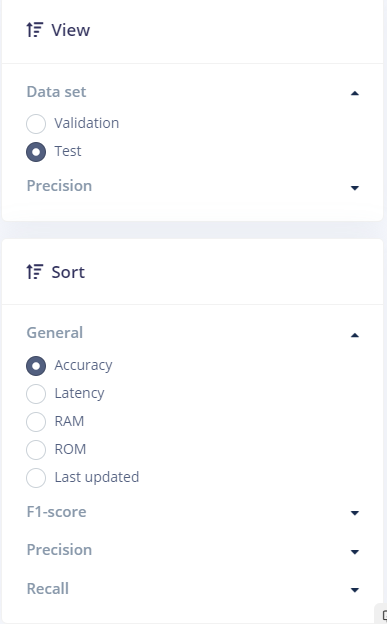 View
Data set
Validation
Test
Precision
Sort
General
Accuracy
Latency
RAM
ROM
Last updated
F1-score
Precision
Recall